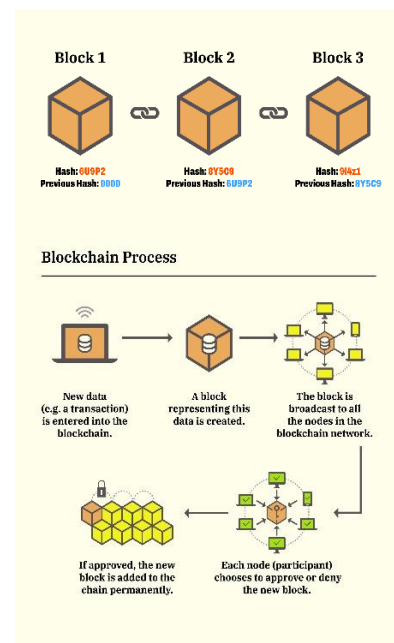 Block 1
Block 2
Block 3
Hash: 6U9P2
Previous Hash: 0000
Hash: 8Y5C9
Previous Hash: 6U9P2
Hash: 9I4z1
Previous Hash: 8Y5C9
Blockchain Process
New data
(e.g. a transaction)
is entered into the
blockchain.
A block
representing this
data is created.
The block is
broadcast to all
the nodes in the
blockchain network.
If approved, the new
block is added to the
chain permanently.
Each node (participant)
chooses to approve or deny
the new block.